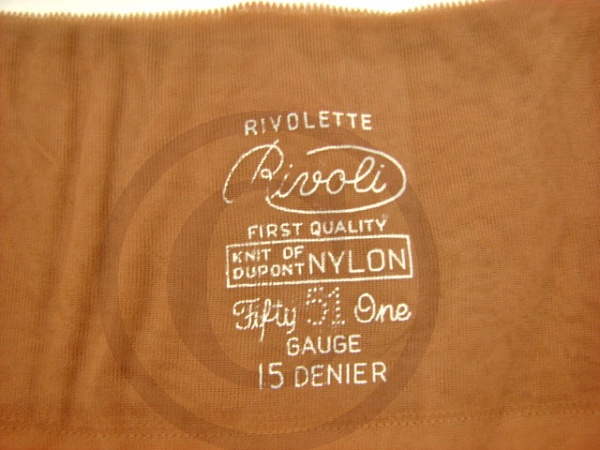 RIVOLETTE
Rivoli
FIRST QUALITY
KNIT OF
DUPONT NYLON
Fifty 51 One
GAUGE
15 DENIER